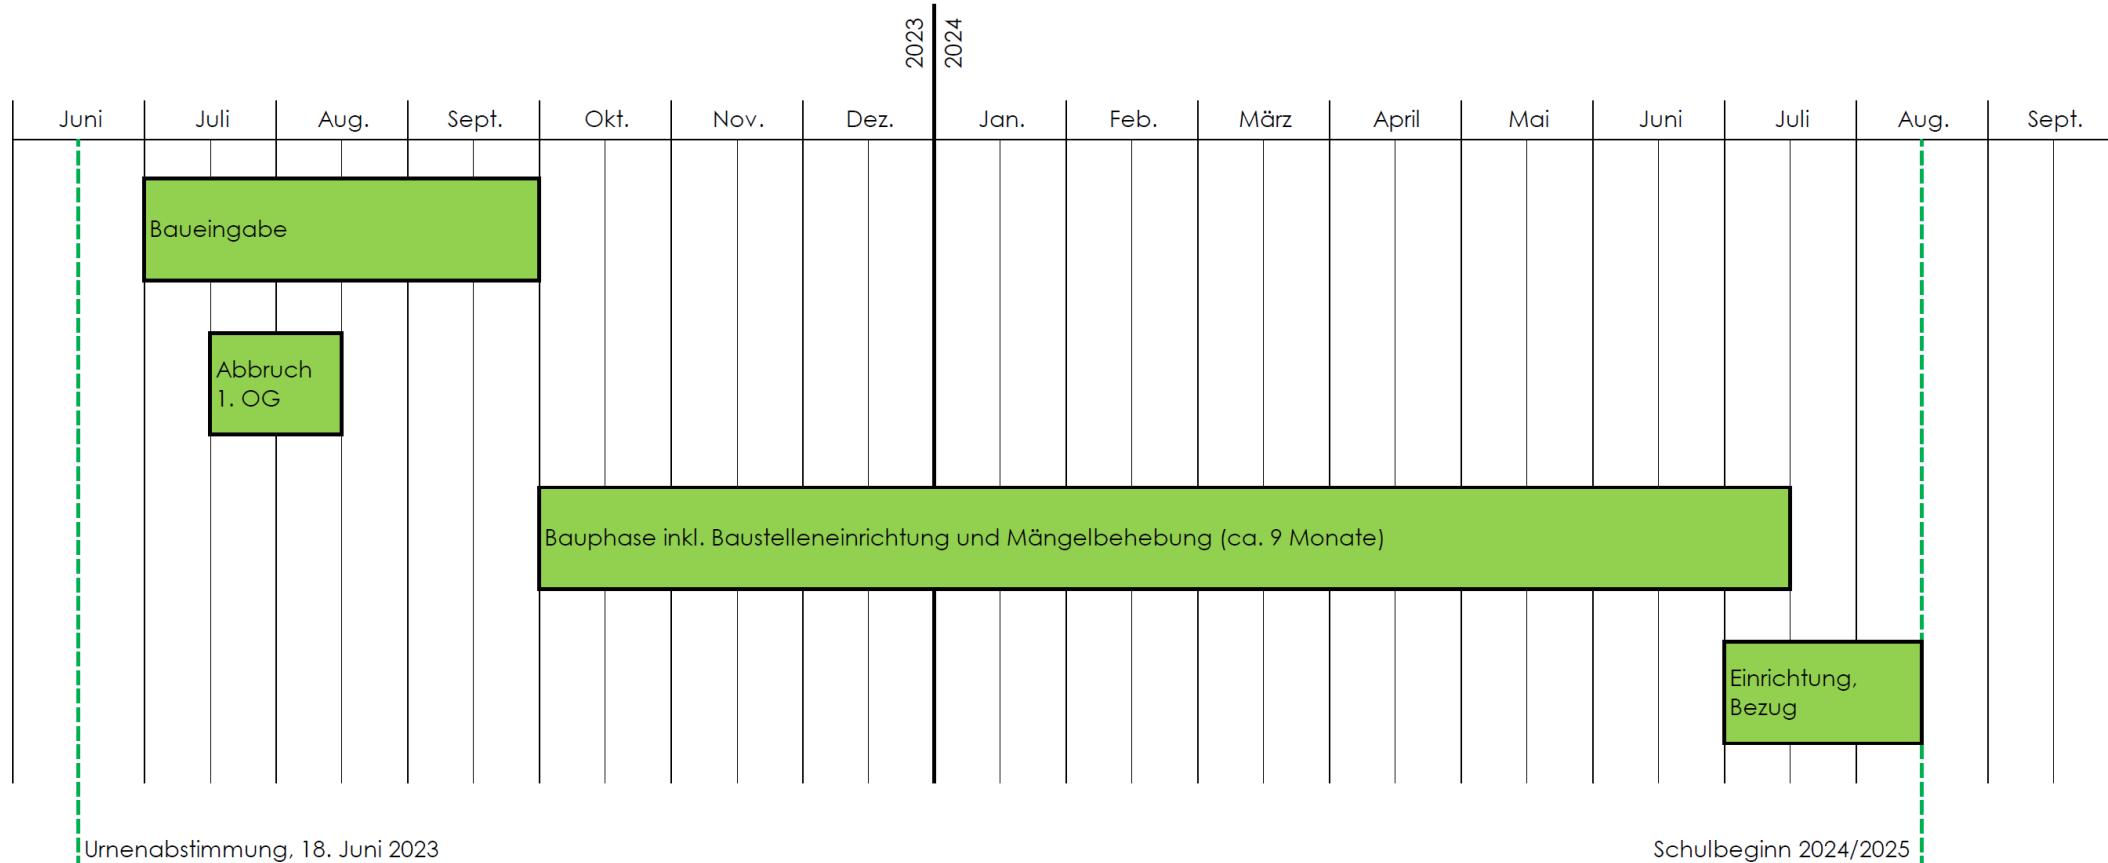 2023
2024
Juni Juli Aug. Sept. Okt. Nov. Dez. Jan. Feb. März April Mai Juni Juli Aug. Sept.
Baueingabe
Abbruch
1. OG
Bauphase inkl. Baustelleneinrichtung und Mängelbehebung (ca. 9 Monate)
Einrichtung,
Bezug
Urnenabstimmung, 18. Juni 2023
Schulbeginn 2024/2025